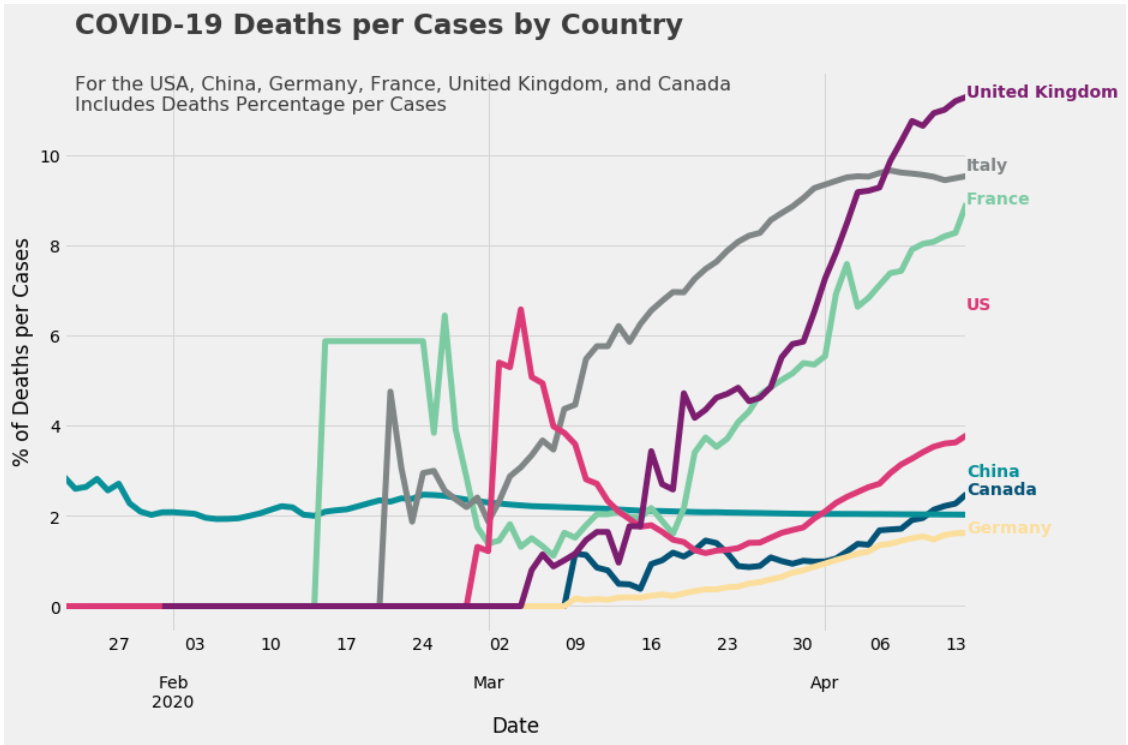 COVID-19 Deaths per Cases by Country
For the USA, China, Germany, France, United Kingdom, and Canada
Includes Deaths Percentage per Cases
United Kingdom
Italy
France
US
China
Canada
Germany
% of Deaths per Cases
10
8
6
4
2
0
27 03 10 17 24 02 09 16 23 30 06 13
Feb Mar Apr
2020
Date